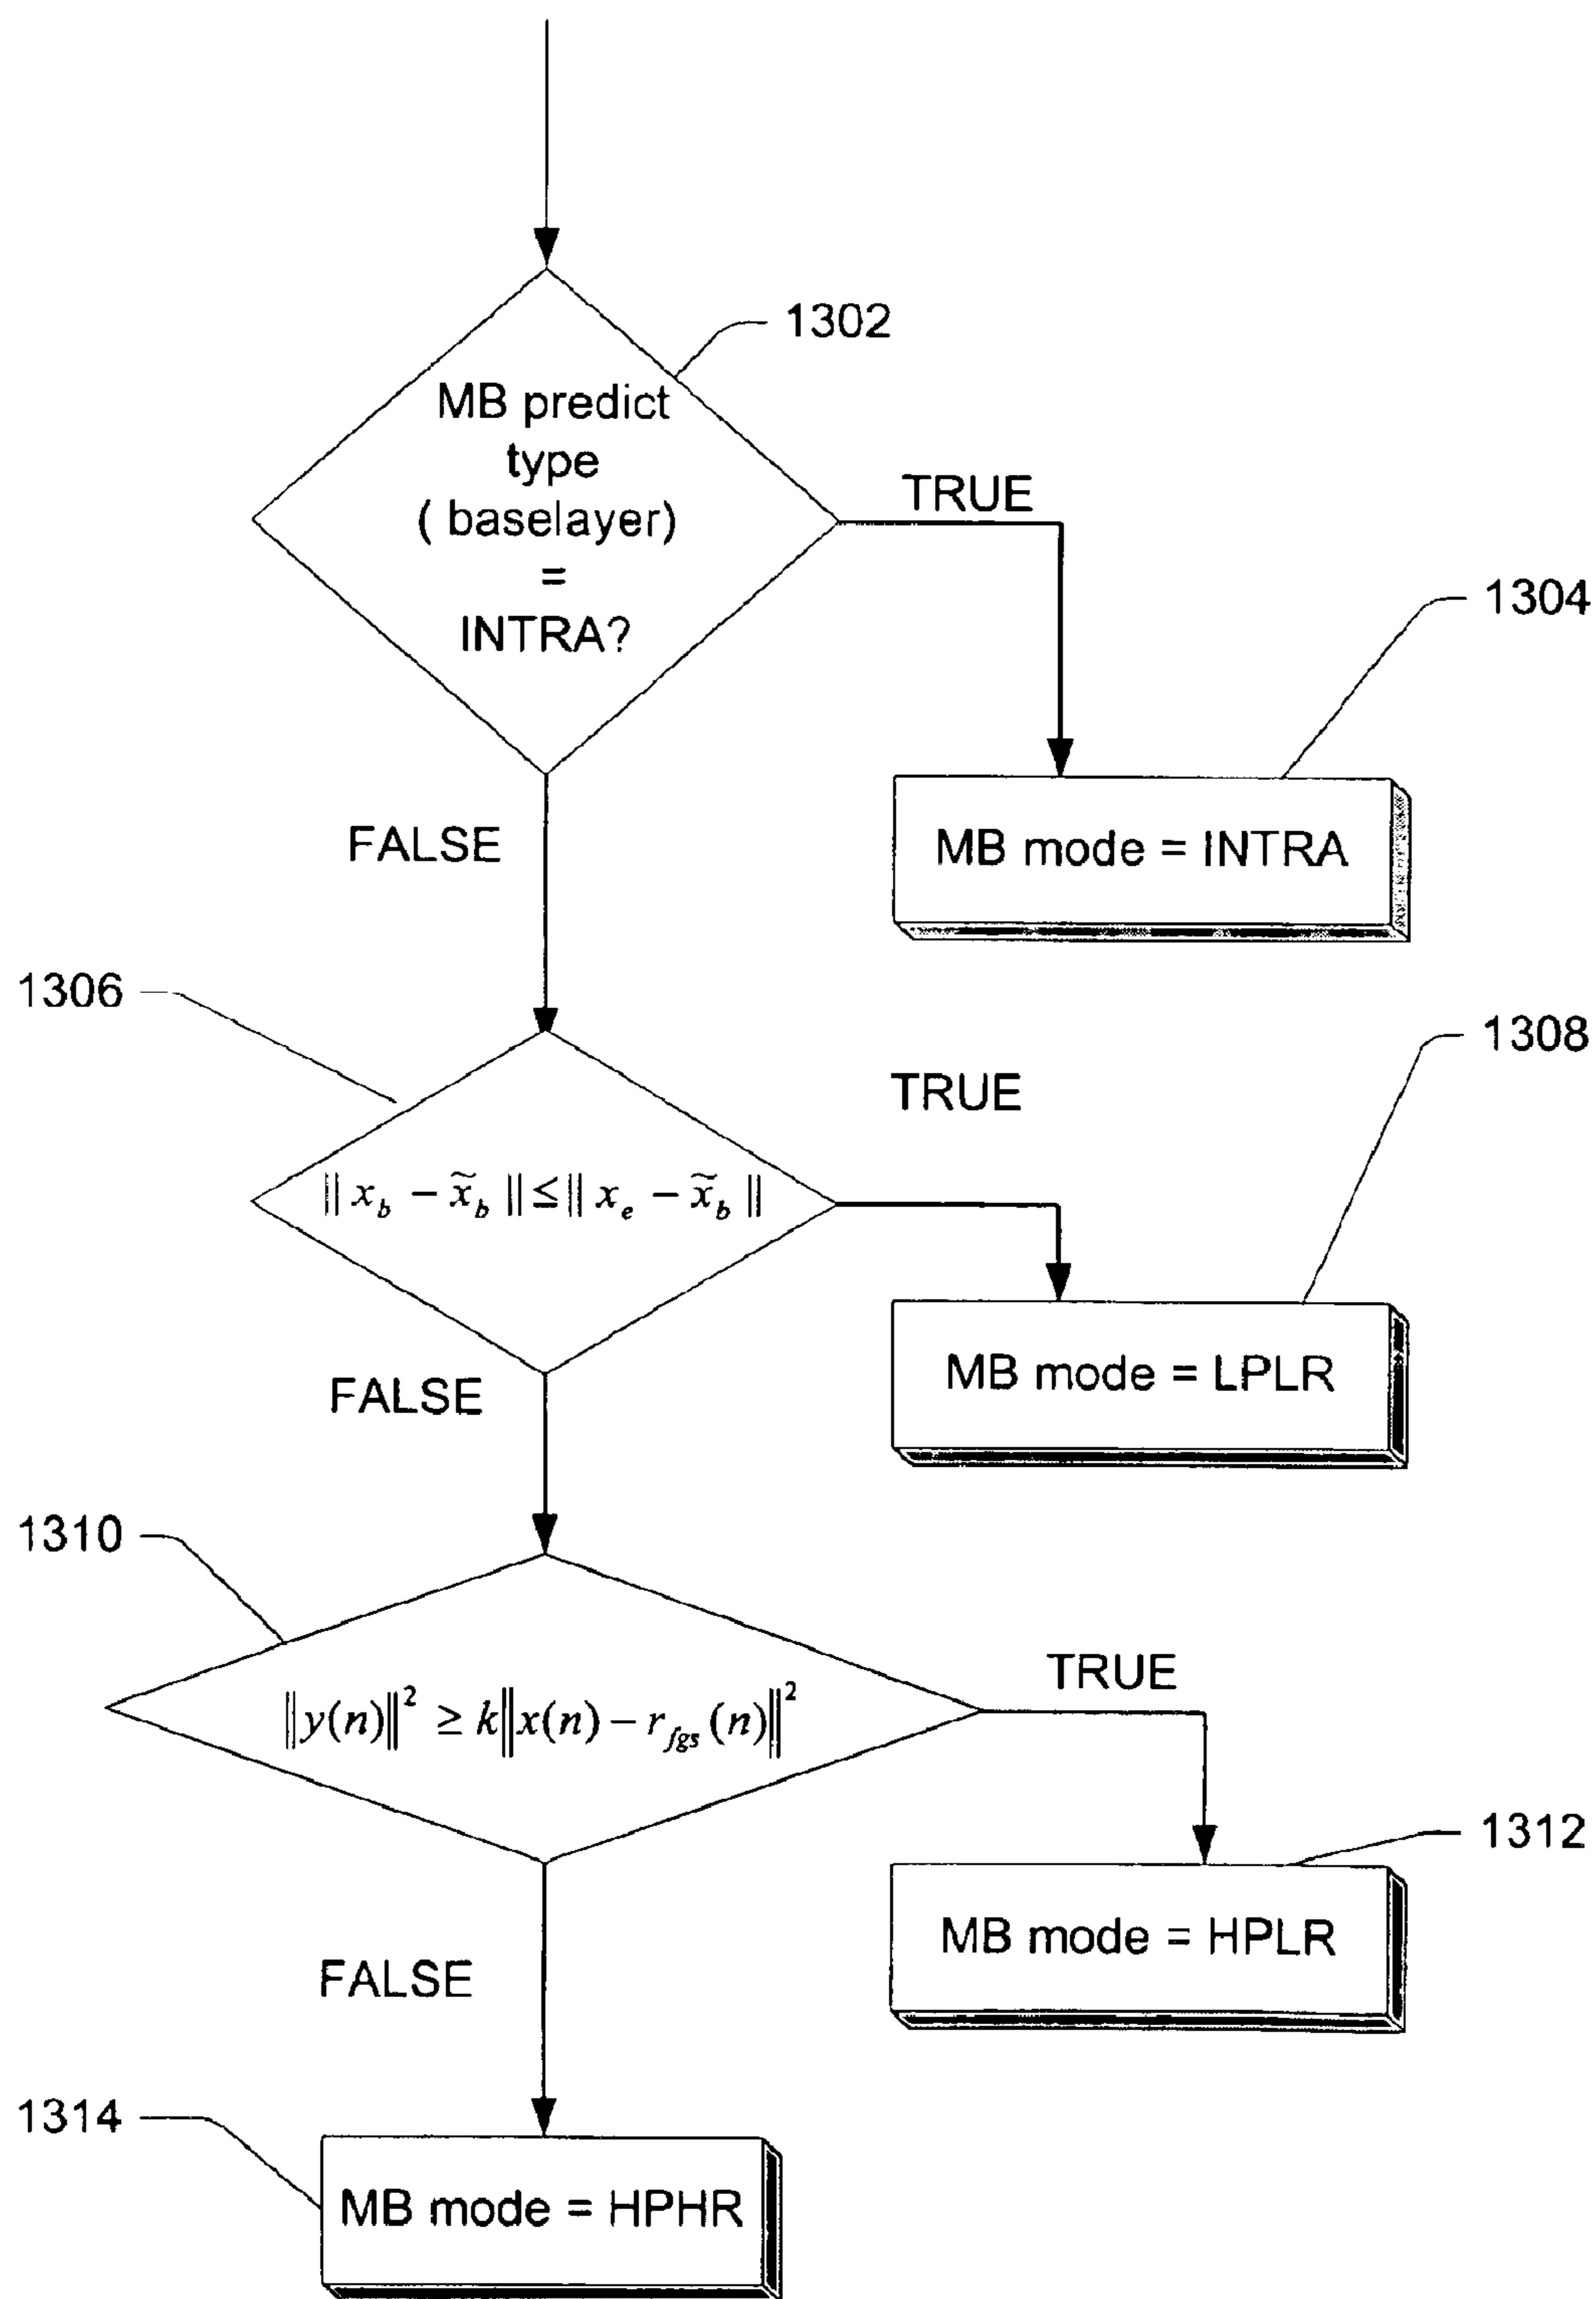 1302
MB predict
type
( baselayer)
=
INTRA?
TRUE
1304
MB mode = INTRA
FALSE
1306
1308
TRUE
|| x_b − x̃_b || ≤ || x_e − x̃_b ||
MB mode = LPLR
FALSE
1310
‖y(n)‖² ≥ k‖x(n) − r_fgs(n)‖²
TRUE
1312
MB mode = HPLR
FALSE
1314
MB mode = HPHR